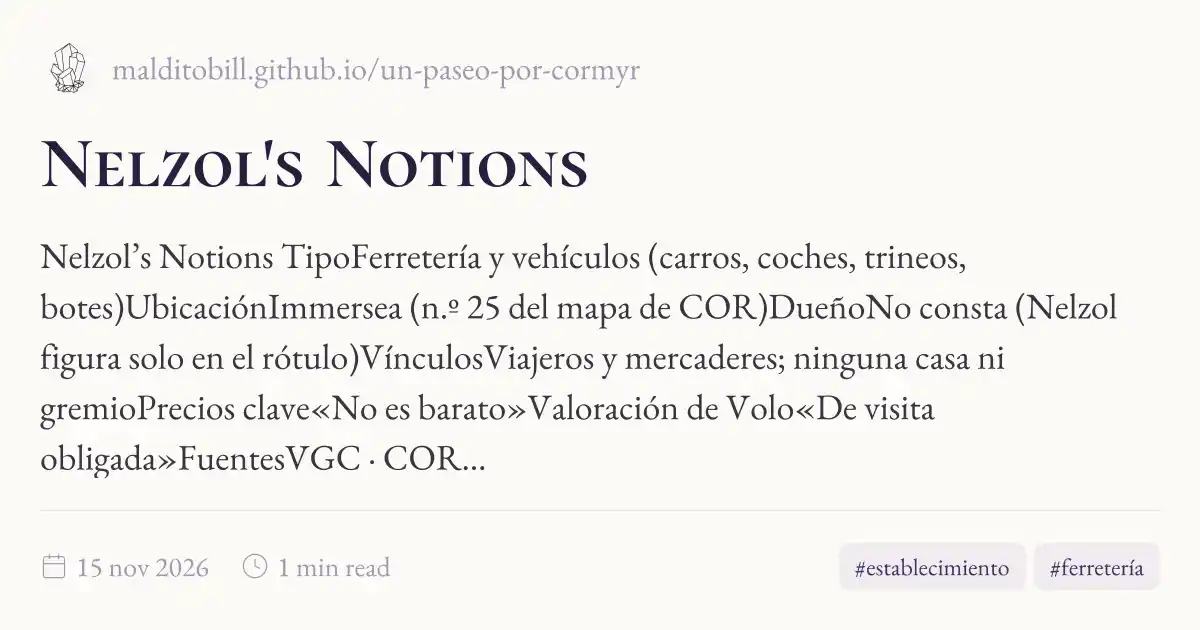 malditobill.github.io/un-paseo-por-cormyr
Nelzol's Notions
Nelzol’s Notions TipoFerretería y vehículos (carros, coches, trineos,
botes)UbicaciónImmersea (n.º 25 del mapa de COR)DueñoNo consta (Nelzol
figura solo en el rótulo)VínculosViajeros y mercaderes; ninguna casa ni
gremioPrecios clave«No es barato»Valoración de Volo«De visita
obligada»FuentesVGC · COR...
15 nov 2026 1 min read #establecimiento #ferretería